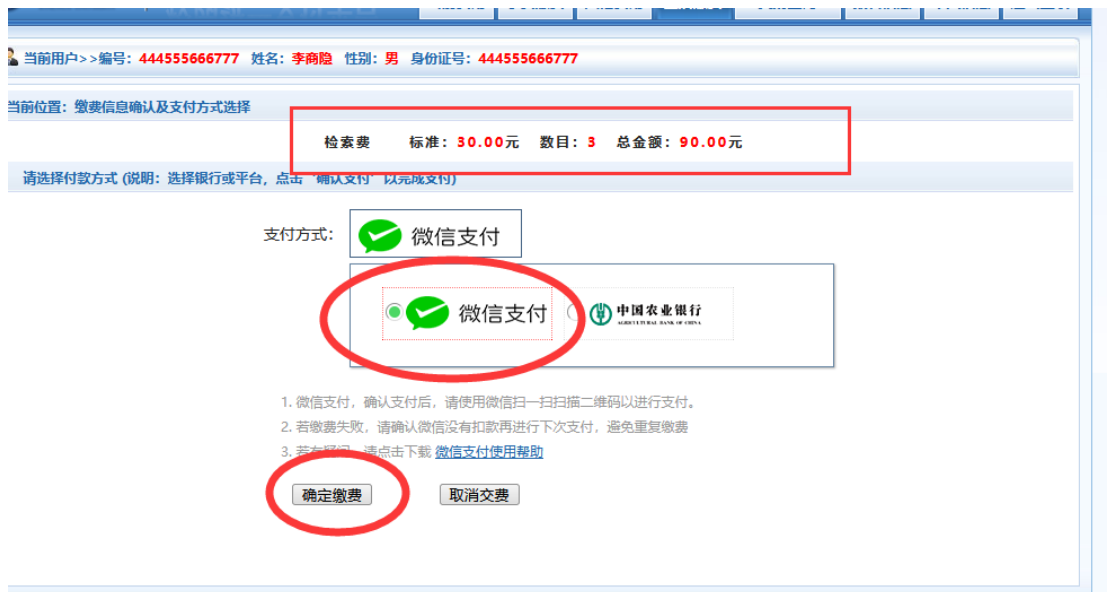 当前用户>>编号：444555666777 姓名：李商隐 性别：男 身份证号：444555666777
当前位置：缴费信息确认及支付方式选择
检索费 标准：30.00元 数目：3 总金额：90.00元
请选择付款方式 (说明：选择银行或平台，点击‘确认支付’以完成支付)
支付方式： 微信支付
微信支付 中国农业银行
AGRICULTURAL BANK OF CHINA
1. 微信支付，确认支付后，请使用微信扫一扫扫描二维码以进行支付。
2. 若缴费失败，请确认微信没有扣款再进行下次支付，避免重复缴费
3. 若有疑问，请点击下载 微信支付使用帮助
确定缴费 取消交费